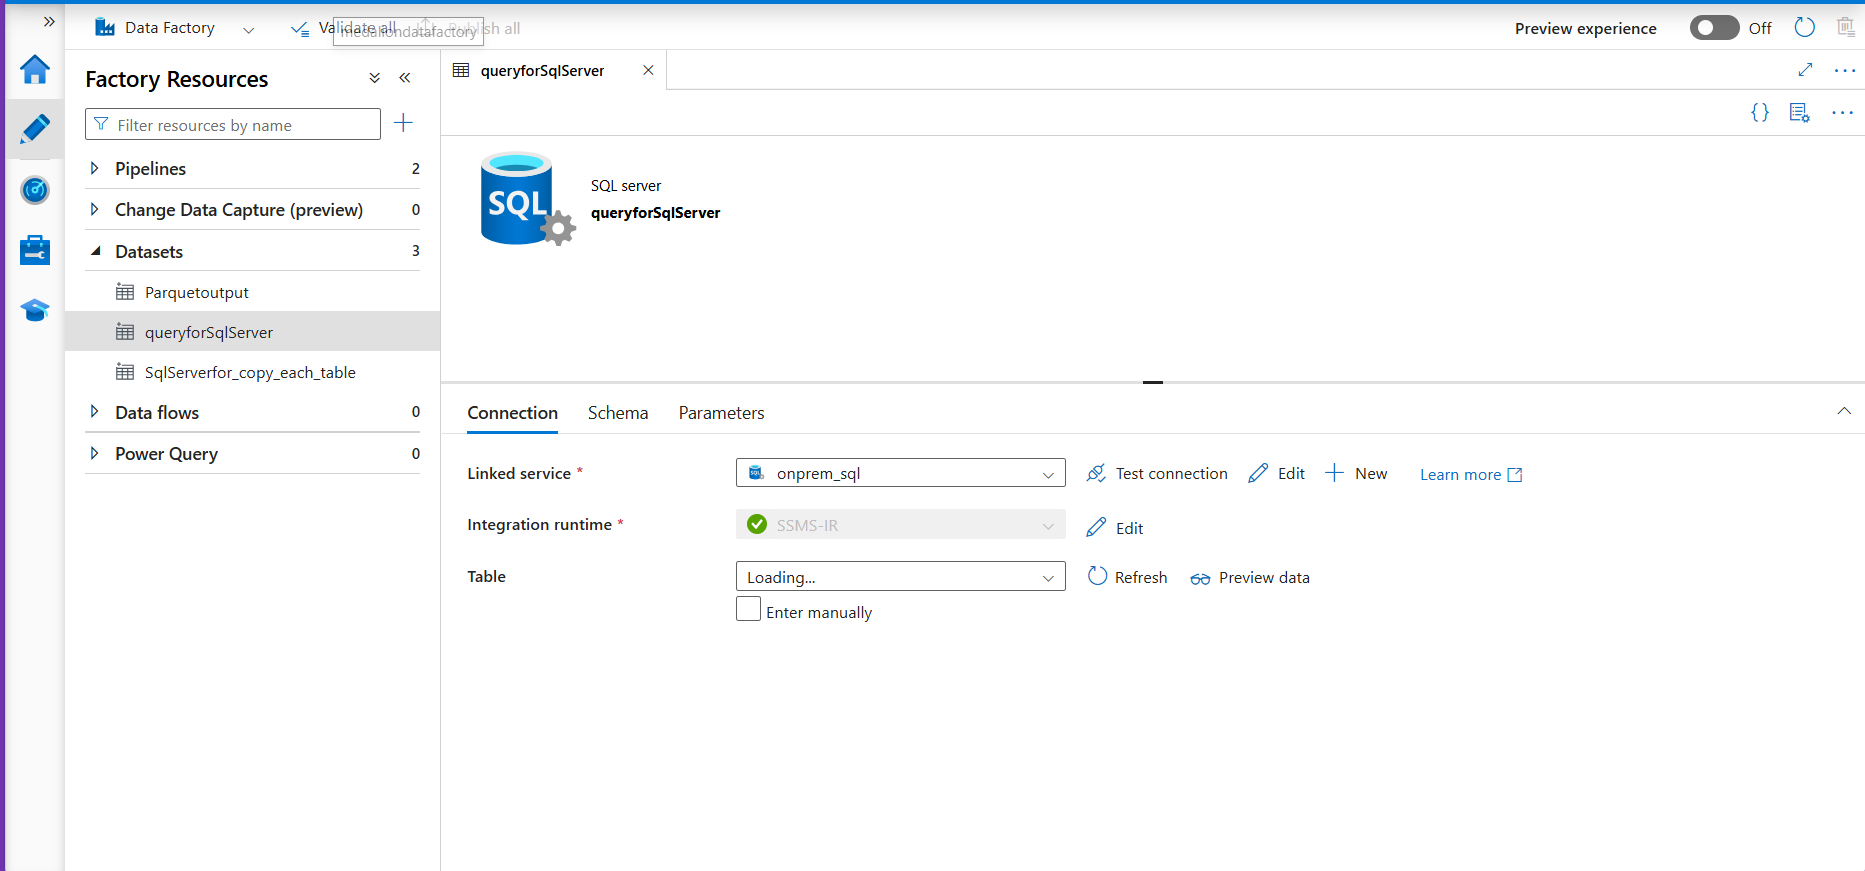 Data Factory
Validate all
medaliondatafactory
Publish all
Preview experience
Off
Factory Resources
Filter resources by name
Pipelines 2
Change Data Capture (preview) 0
Datasets 3
Parquetoutput
queryforSqlServer
SqlServerfor_copy_each_table
Data flows 0
Power Query 0
queryforSqlServer
SQL
SQL server
queryforSqlServer
Connection Schema Parameters
Linked service * onprem_sql Test connection Edit New Learn more
Integration runtime * SSMS-IR Edit
Table Loading... Refresh Preview data
Enter manually